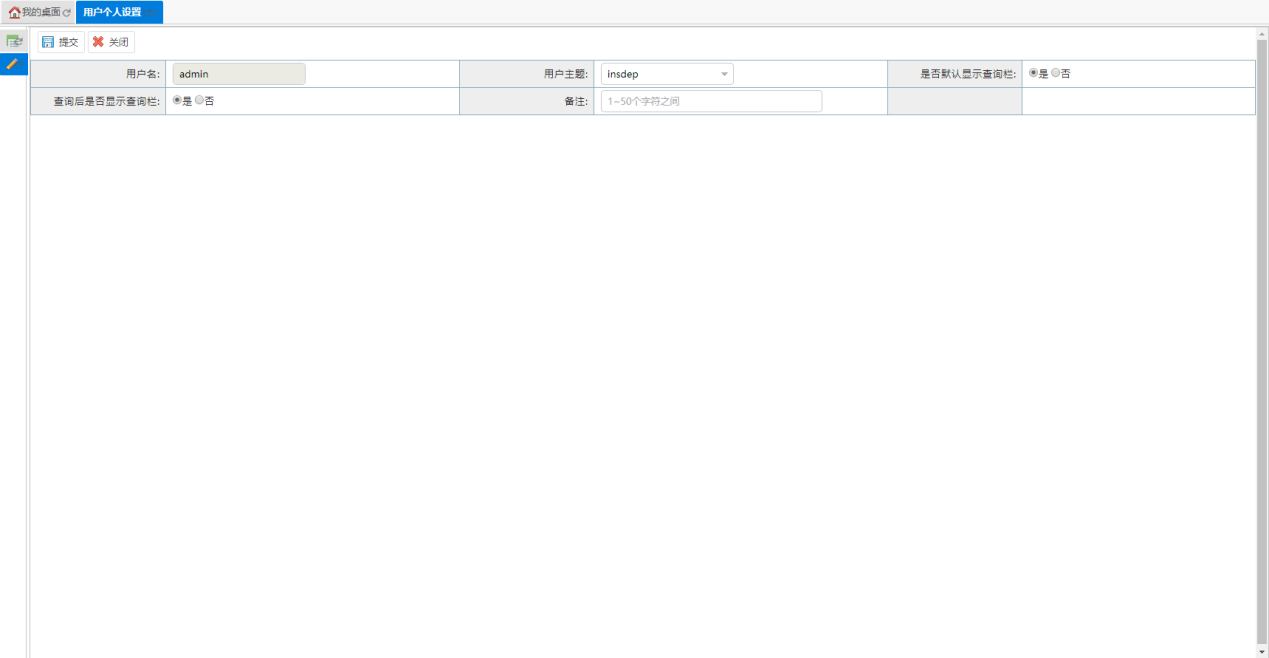 我的桌面 用户个人设置
提交 关闭
用户名: admin 用户主题: insdep 是否默认显示查询栏: 是 否
查询后是否显示查询栏: 是 否 备注: 1~50个字符之间